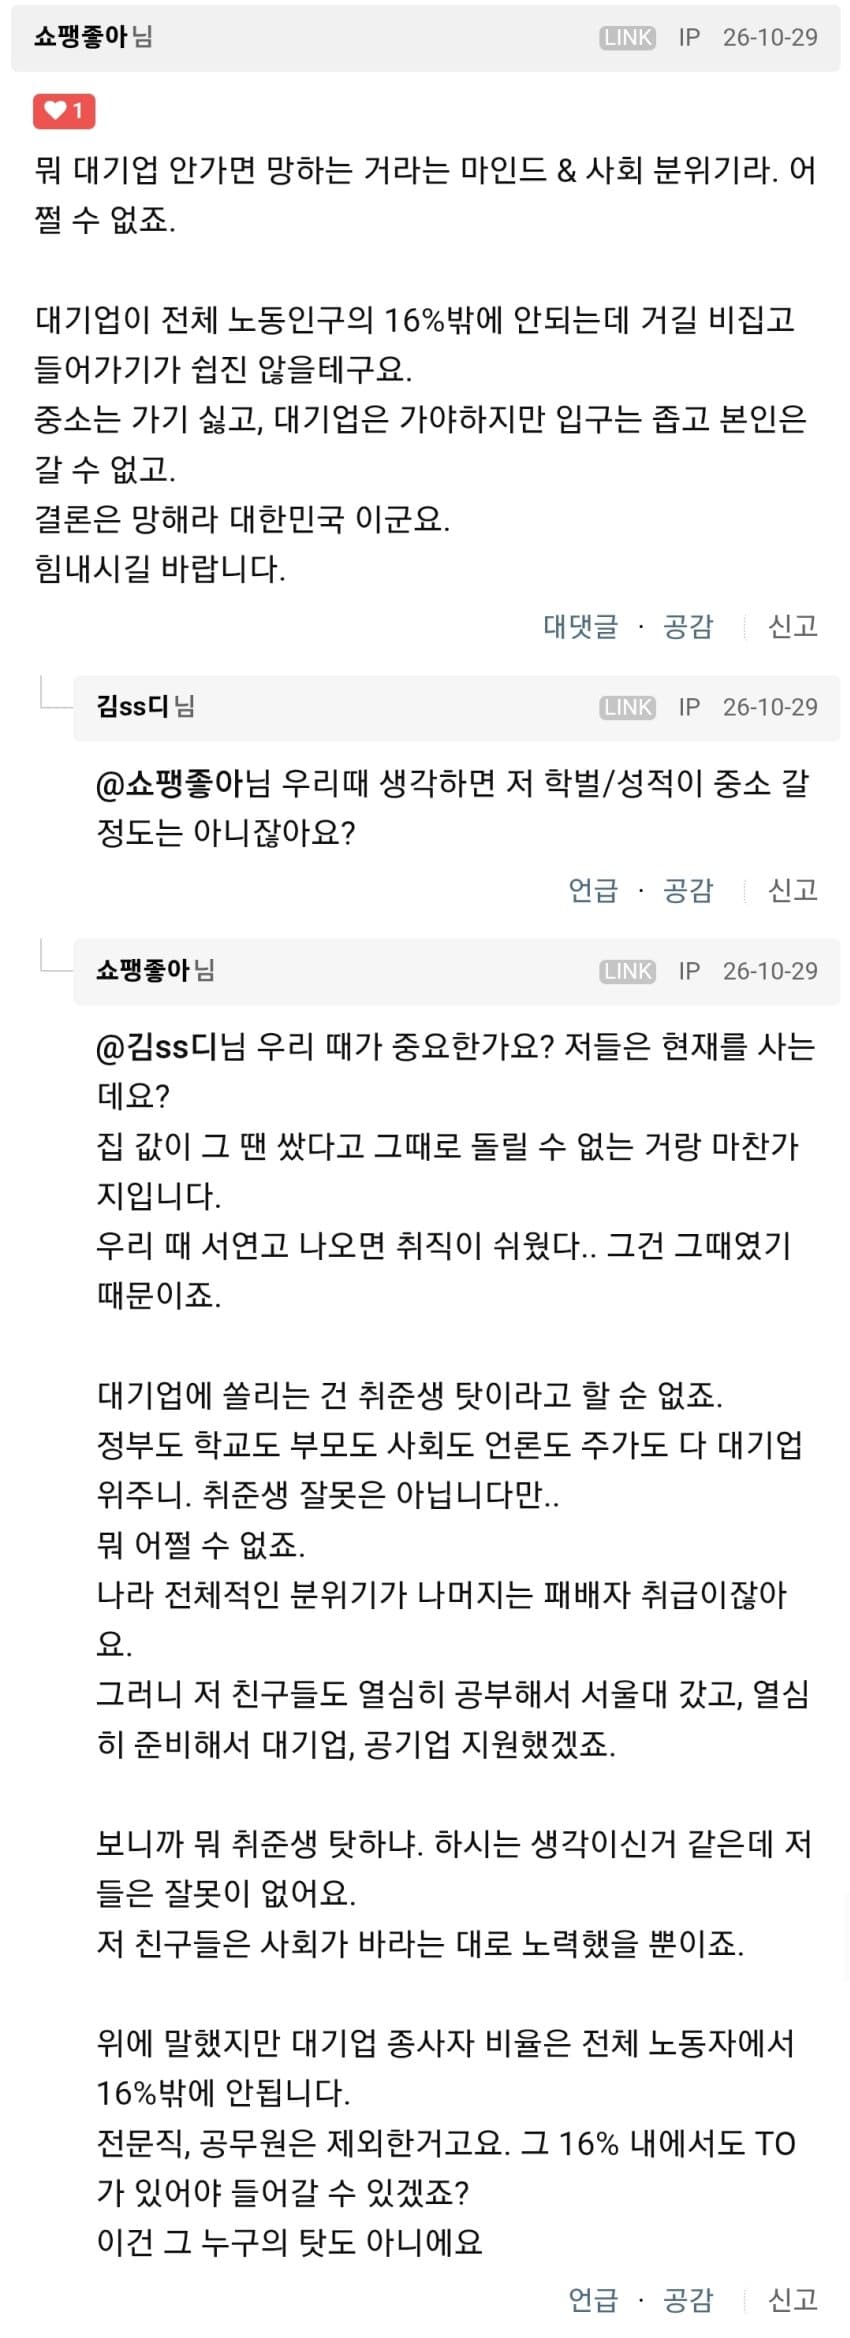 쇼팽좋아님 LINK IP 26-10-29
1
뭐 대기업 안가면 망하는 거라는 마인드 & 사회 분위기라. 어
쩔 수 없죠.
대기업이 전체 노동인구의 16%밖에 안되는데 거길 비집고
들어가기가 쉽진 않을테구요.
중소는 가기 싫고, 대기업은 가야하지만 입구는 좁고 본인은
갈 수 없고.
결론은 망해라 대한민국 이군요.
힘내시길 바랍니다.
대댓글 · 공감 신고
김ss디님 LINK IP 26-10-29
@쇼팽좋아님 우리때 생각하면 저 학벌/성적이 중소 갈
정도는 아니잖아요?
언급 · 공감 신고
쇼팽좋아님 LINK IP 26-10-29
@김ss디님 우리 때가 중요한가요? 저들은 현재를 사는
데요?
집 값이 그 땐 쌌다고 그때로 돌릴 수 없는 거랑 마찬가
지입니다.
우리 때 서연고 나오면 취직이 쉬웠다.. 그건 그때였기
때문이죠.
대기업에 쏠리는 건 취준생 탓이라고 할 순 없죠.
정부도 학교도 부모도 사회도 언론도 주가도 다 대기업
위주니. 취준생 잘못은 아닙니다만..
뭐 어쩔 수 없죠.
나라 전체적인 분위기가 나머지는 패배자 취급이잖아
요.
그러니 저 친구들도 열심히 공부해서 서울대 갔고, 열심
히 준비해서 대기업, 공기업 지원했겠죠.
보니까 뭐 취준생 탓하냐. 하시는 생각이신거 같은데 저
들은 잘못이 없어요.
저 친구들은 사회가 바라는 대로 노력했을 뿐이죠.
위에 말했지만 대기업 종사자 비율은 전체 노동자에서
16%밖에 안됩니다.
전문직, 공무원은 제외한거고요. 그 16% 내에서도 TO
가 있어야 들어갈 수 있겠죠?
이건 그 누구의 탓도 아니에요
언급 · 공감 신고